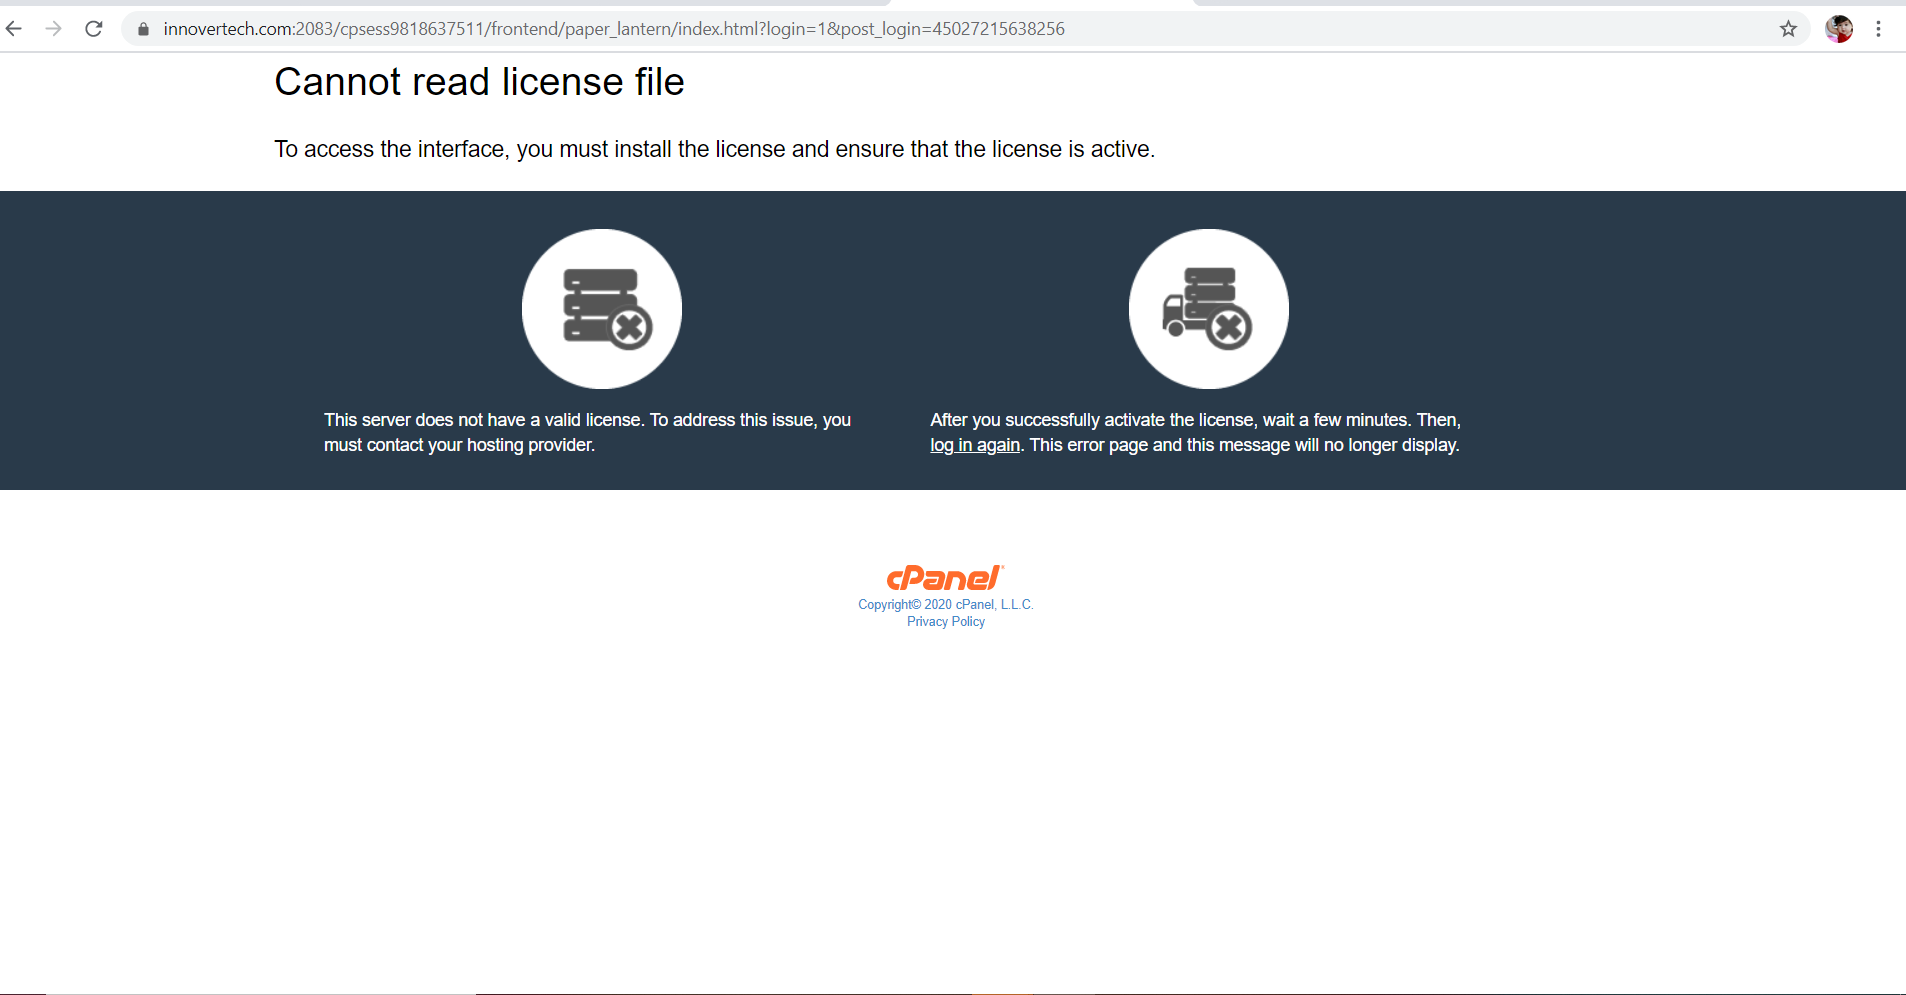 innovertech.com:2083/cpsess9818637511/frontend/paper_lantern/index.html?login=1&post_login=45027215638256
Cannot read license file
To access the interface, you must install the license and ensure that the license is active.
This server does not have a valid license. To address this issue, you
must contact your hosting provider.
After you successfully activate the license, wait a few minutes. Then,
log in again. This error page and this message will no longer display.
cPanel®
Copyright© 2020 cPanel, L.L.C.
Privacy Policy